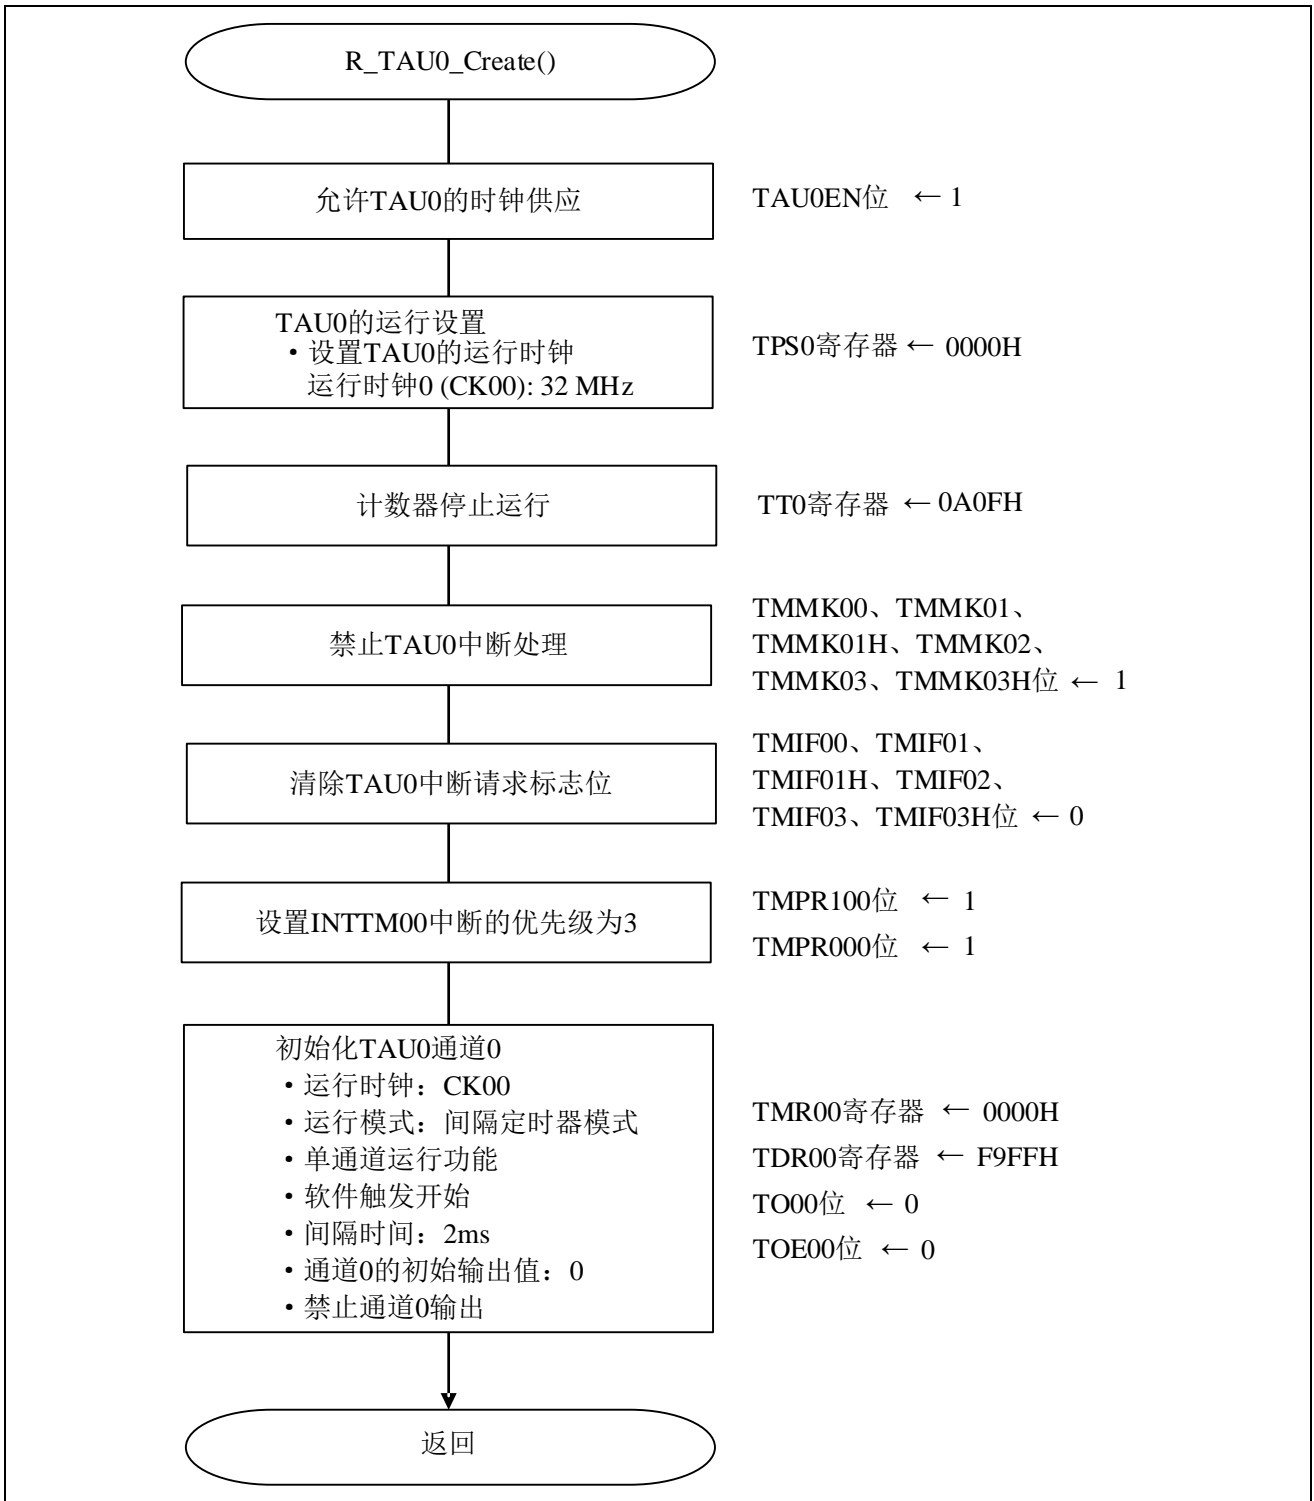 R_TAU0_Create()
允许TAU0的时钟供应
TAU0EN位 ← 1
TAU0的运行设置
・设置TAU0的运行时钟
运行时钟0 (CK00): 32 MHz
TPS0寄存器 ← 0000H
计数器停止运行
TT0寄存器 ← 0A0FH
禁止TAU0中断处理
TMMK00、TMMK01、
TMMK01H、TMMK02、
TMMK03、TMMK03H位 ← 1
清除TAU0中断请求标志位
TMIF00、TMIF01、
TMIF01H、TMIF02、
TMIF03、TMIF03H位 ← 0
设置INTTM00中断的优先级为3
TMPR100位 ← 1
TMPR000位 ← 1
初始化TAU0通道0
・运行时钟：CK00
・运行模式：间隔定时器模式
・单通道运行功能
・软件触发开始
・间隔时间：2ms
・通道0的初始输出值：0
・禁止通道0输出
TMR00寄存器 ← 0000H
TDR00寄存器 ← F9FFH
TO00位 ← 0
TOE00位 ← 0
返回